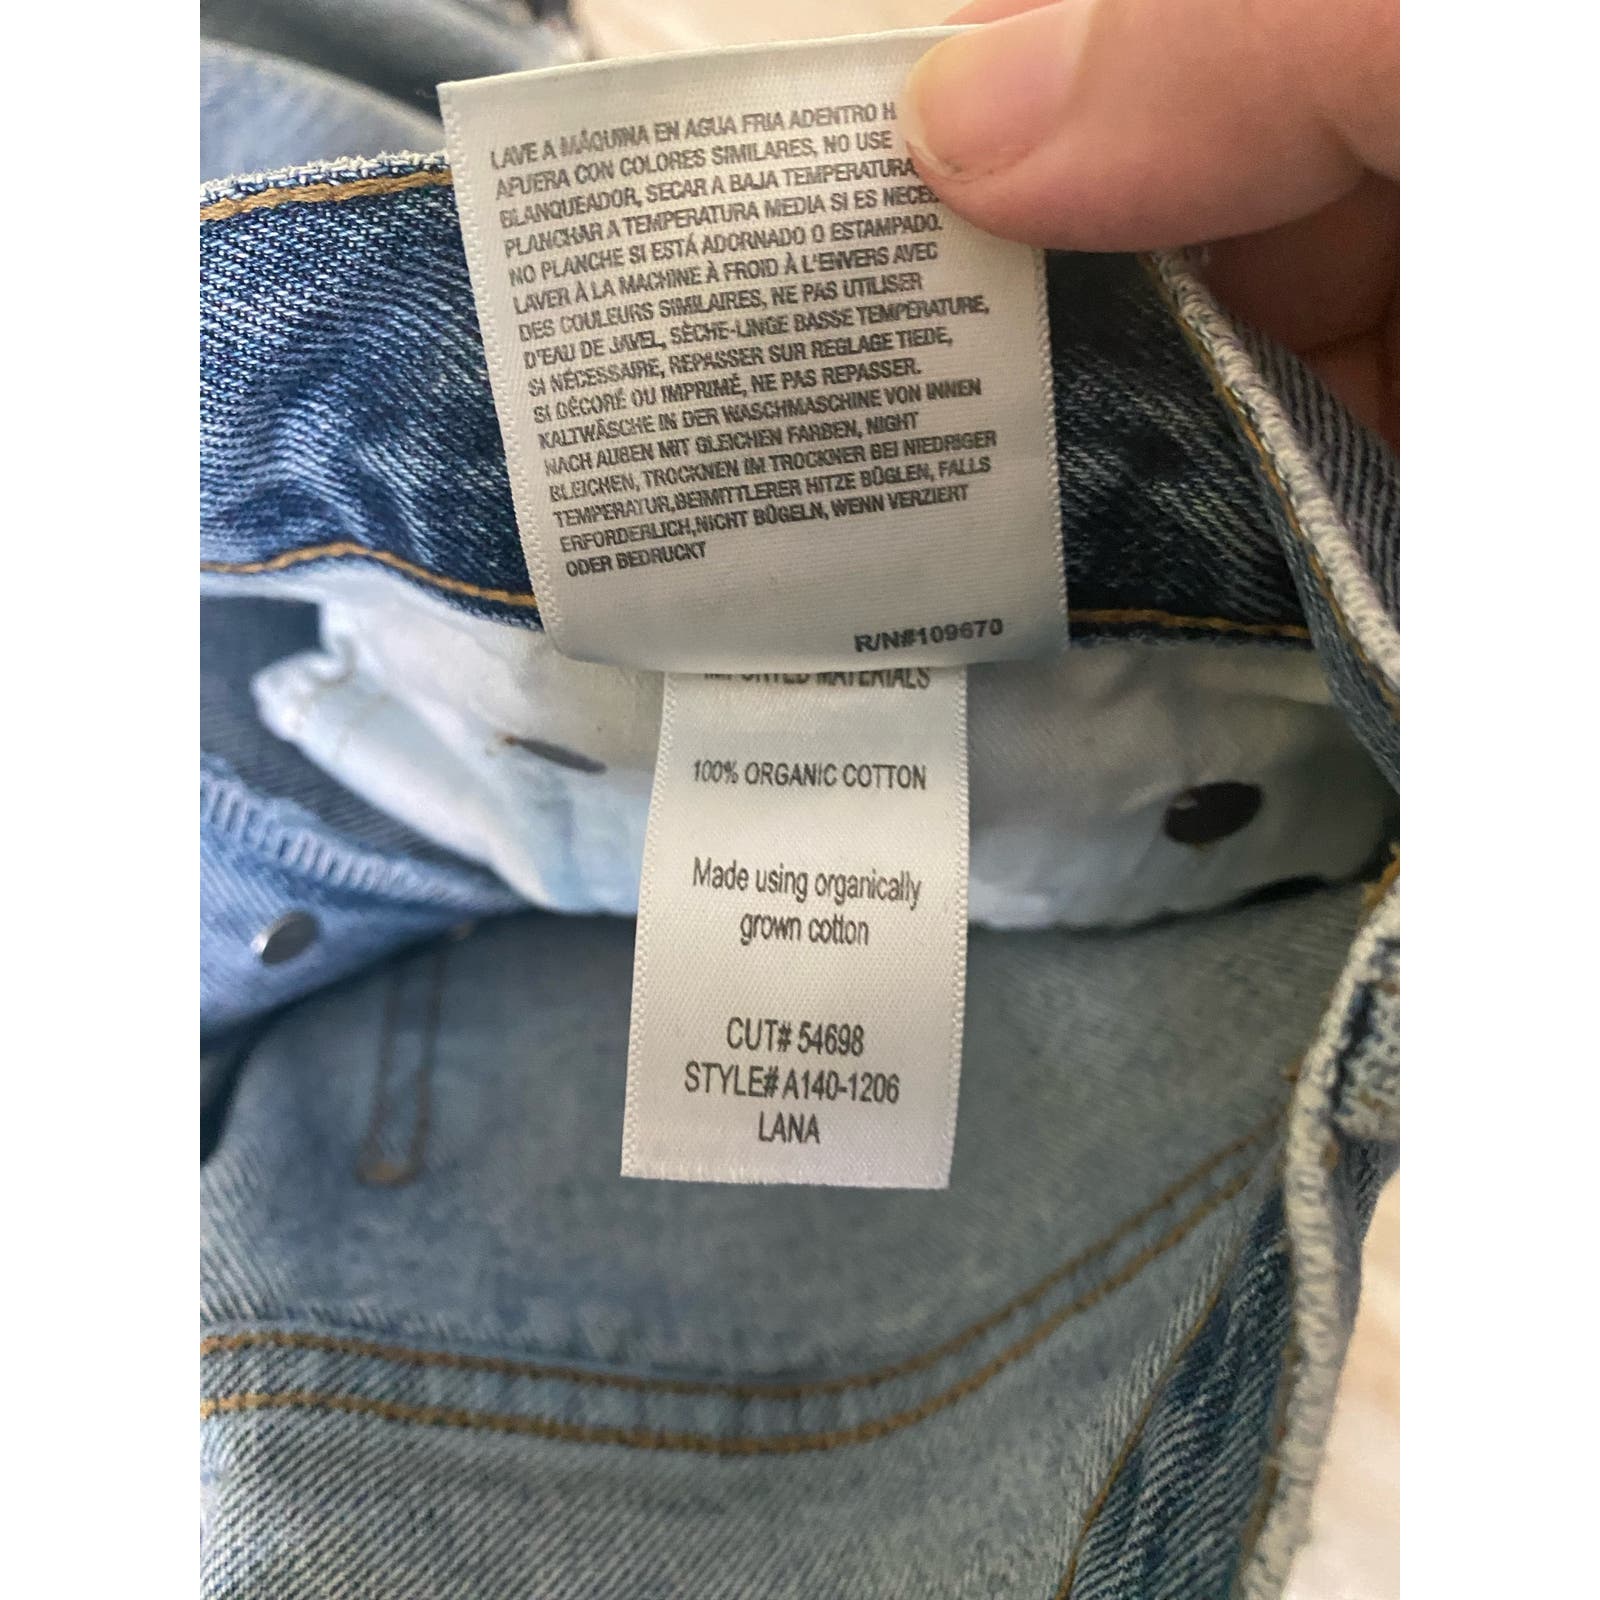 LAVE A MÁQUINA EN AGUA FRIA ADENTRO H
AFUERA CON COLORES SIMILARES, NO USE
BLANQUEADOR, SECAR A BAJA TEMPERATURA
PLANCHAR A TEMPERATURA MEDIA SI ES NECES
NO PLANCHE SI ESTÁ ADORNADO O ESTAMPADO.
LAVER À LA MACHINE À FROID À L'ENVERS AVEC
DES COULEURS SIMILAIRES, NE PAS UTILISER
D'EAU DE JAVEL, SÈCHE-LINGE BASSE TEMPÉRATURE,
SI NÉCESSAIRE, REPASSER SUR REGLAGE TIEDE,
SI DÉCORÉ OU IMPRIMÉ, NE PAS REPASSER.
KALTWÄSCHE IN DER WASCHMASCHINE VON INNEN
NACH AUßEN MIT GLEICHEN FARBEN, NIGHT
BLEICHEN, TROCKNEN IM TROCKNER BEI NIEDRIGER
TEMPERATUR,BEIMITTLERER HITZE BÜGLEN, FALLS
ERFORDERLICH,NICHT BÜGELN, WENN VERZIERT
ODER BEDRUCKT
R/N#109670
IMPORTED MATERIALS
100% ORGANIC COTTON
Made using organically
grown cotton
CUT# 54698
STYLE# A140-1206
LANA